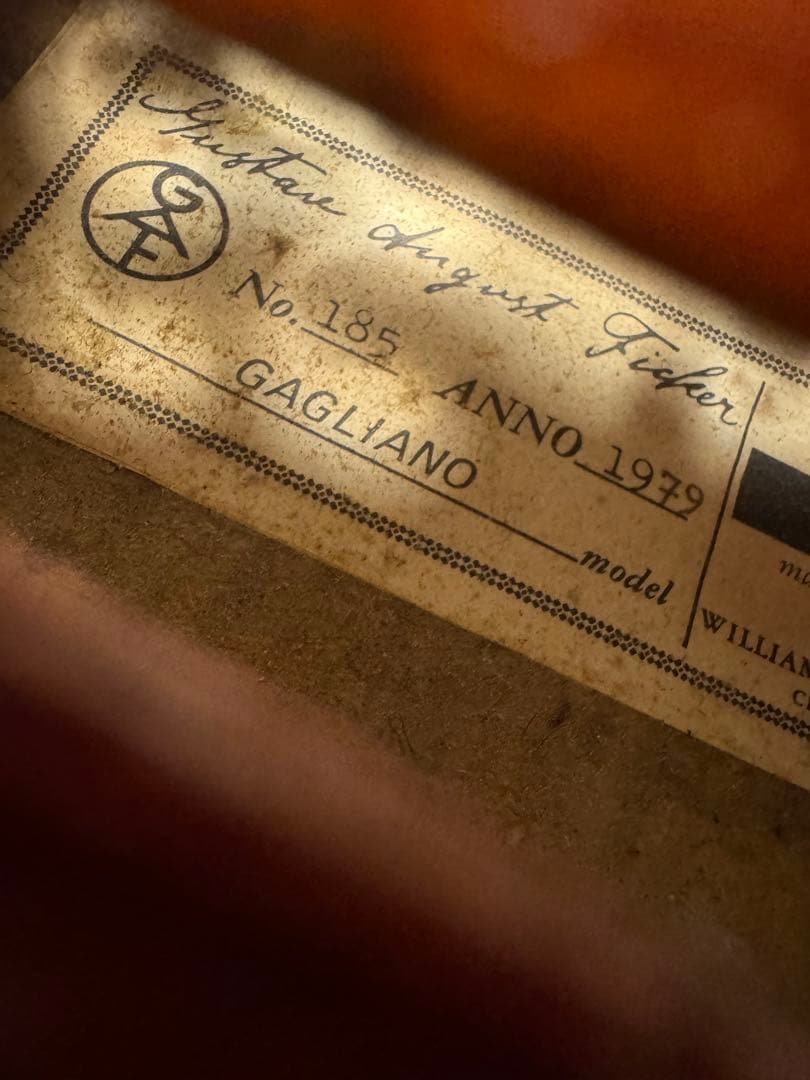 Gustave August Ficker
GAF
No. 185 ANNO 1979
GAGLIANO model
WILLIAM